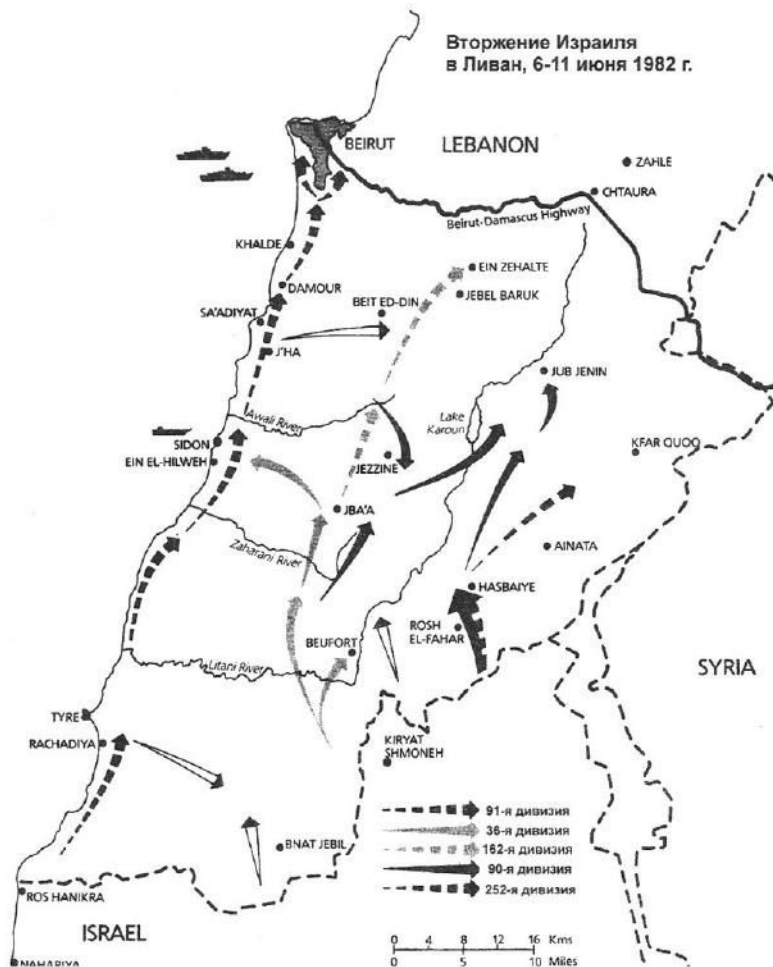 Вторжение Израиля
в Ливан, 6-11 июня 1982 г.
BEIRUT
LEBANON
ZAHLE
CHTAURA
Beirut-Damascus Highway
KHALDE
EIN ZEHALTE
DAMOUR
JEBEL BARUK
BEIT ED-DIN
SA'ADIYAT
J'HA
JUB JENIN
Awali River
Lake
Karoun
SIDON
EIN EL-HILWEH
JEZZINE
KFAR QUOQ
JBA'A
Zaharani River
AINATA
HASBAIYE
ROSH
EL-FAHAR
BEUFORT
Litani River
SYRIA
TYRE
RACHADIYA
KIRYAT
SHMONEH
91-я дивизия
36-я дивизия
162-я дивизия
90-я дивизия
252-я дивизия
BNAT JEBIL
ROS HANIKRA
ISRAEL
NAHARIYA
0 4 8 12 16 Kms
0 5 10 Miles